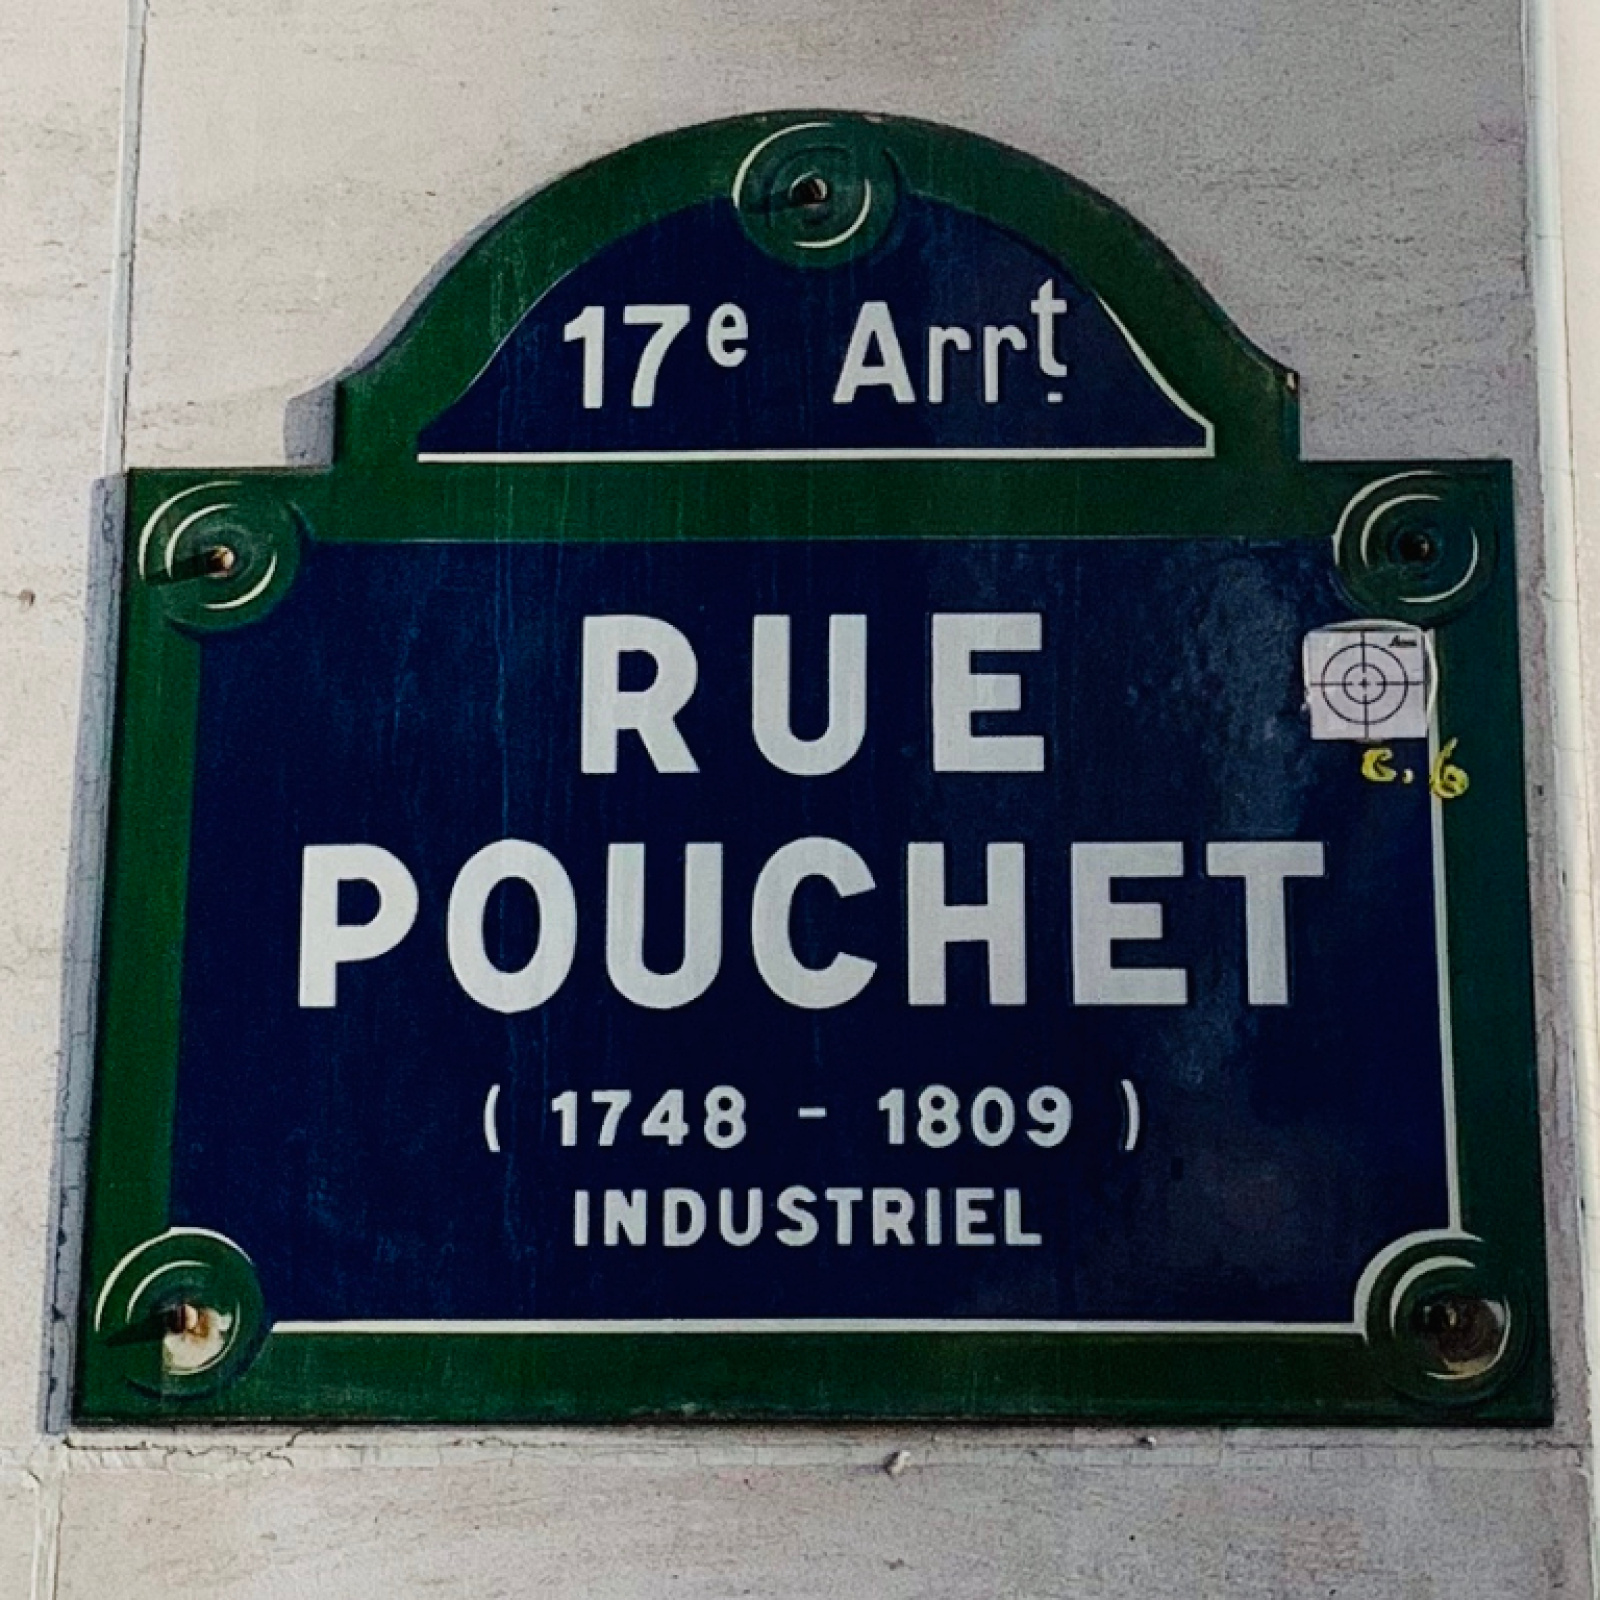 17e Arrt.
RUE
POUCHET
( 1748 - 1809 )
INDUSTRIEL